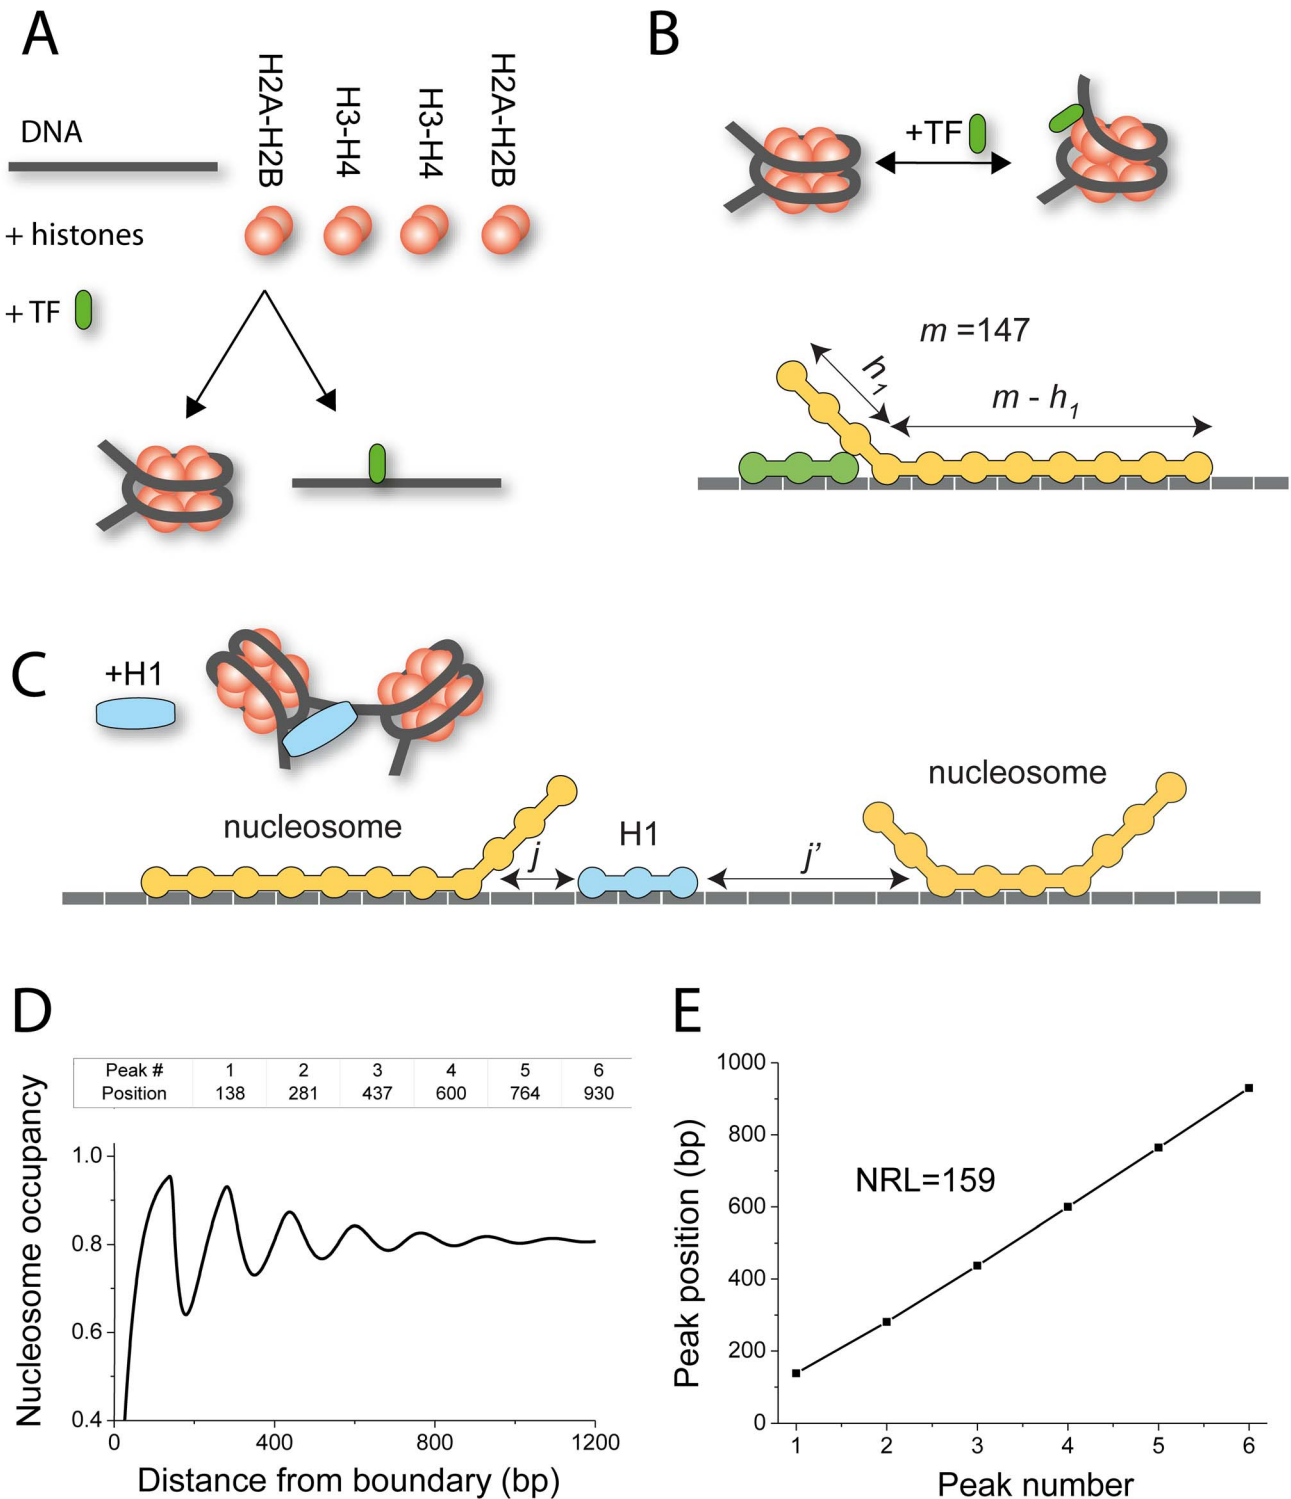 A
H2A-H2B
H3-H4
H3-H4
H2A-H2B
DNA
+ histones
+ TF
B
+TF
m =147
h1
m - h1
C
+H1
nucleosome
j
H1
j’
nucleosome
D
Peak # 1 2 3 4 5 6
Position 138 281 437 600 764 930
Nucleosome occupancy
1.0
0.8
0.6
0.4
0 400 800 1200
Distance from boundary (bp)
E
Peak position (bp)
1000
800
600
400
200
0
NRL=159
1 2 3 4 5 6
Peak number